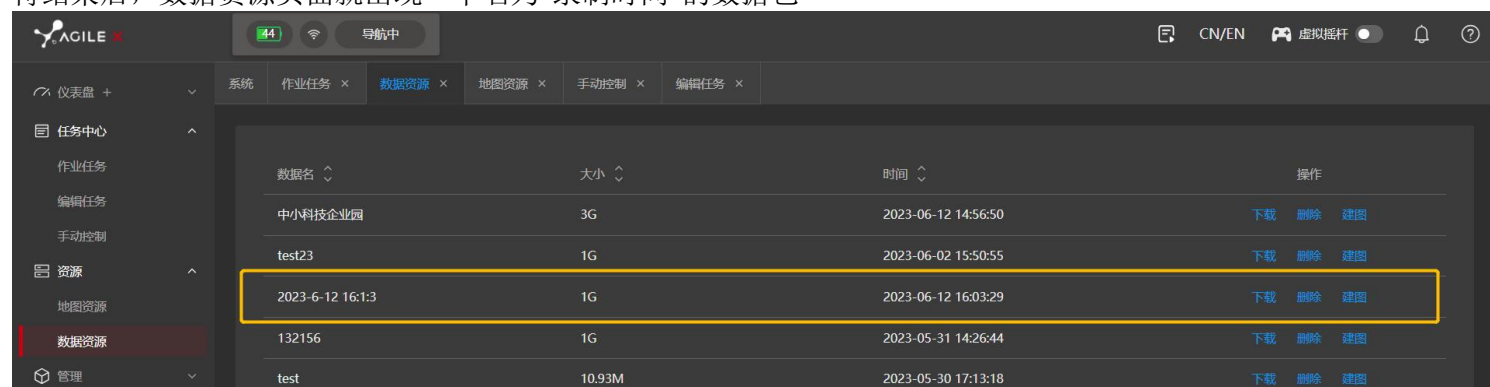 待结束后，数据资源页面就出现一个名为"录制时间"的数据包
AGILE X 44 导航中 CN/EN 虚拟摇杆
仪表盘 + 系统 作业任务 × 数据资源 × 地图资源 × 手动控制 × 编辑任务 ×
任务中心
作业任务 数据名 大小 时间 操作
编辑任务 中小科技企业园 3G 2023-06-12 14:56:50 下载 删除 建图
手动控制
资源 test23 1G 2023-06-02 15:50:55 下载 删除 建图
地图资源 2023-6-12 16:1:3 1G 2023-06-12 16:03:29 下载 删除 建图
数据资源 132156 1G 2023-05-31 14:26:44 下载 删除 建图
管理 test 10.93M 2023-05-30 17:13:18 下载 删除 建图